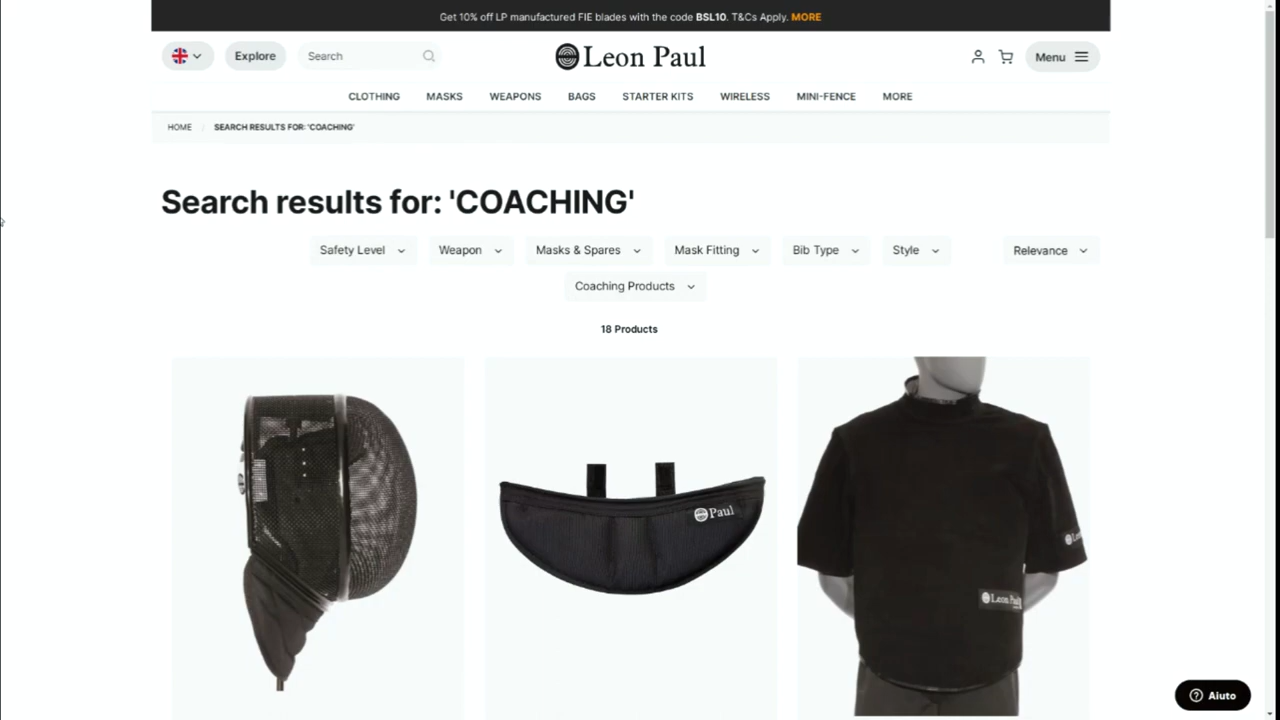 Get 10% off LP manufactured FIE blades with the code BSL10. T&Cs Apply. MORE
Explore
Search
Leon Paul
Menu
CLOTHING MASKS WEAPONS BAGS STARTER KITS WIRELESS MINI-FENCE MORE
HOME / SEARCH RESULTS FOR: 'COACHING'
Search results for: 'COACHING'
Safety Level Weapon Masks & Spares Mask Fitting Bib Type Style Relevance
Coaching Products
18 Products
Paul
Leon Paul
Aiuto